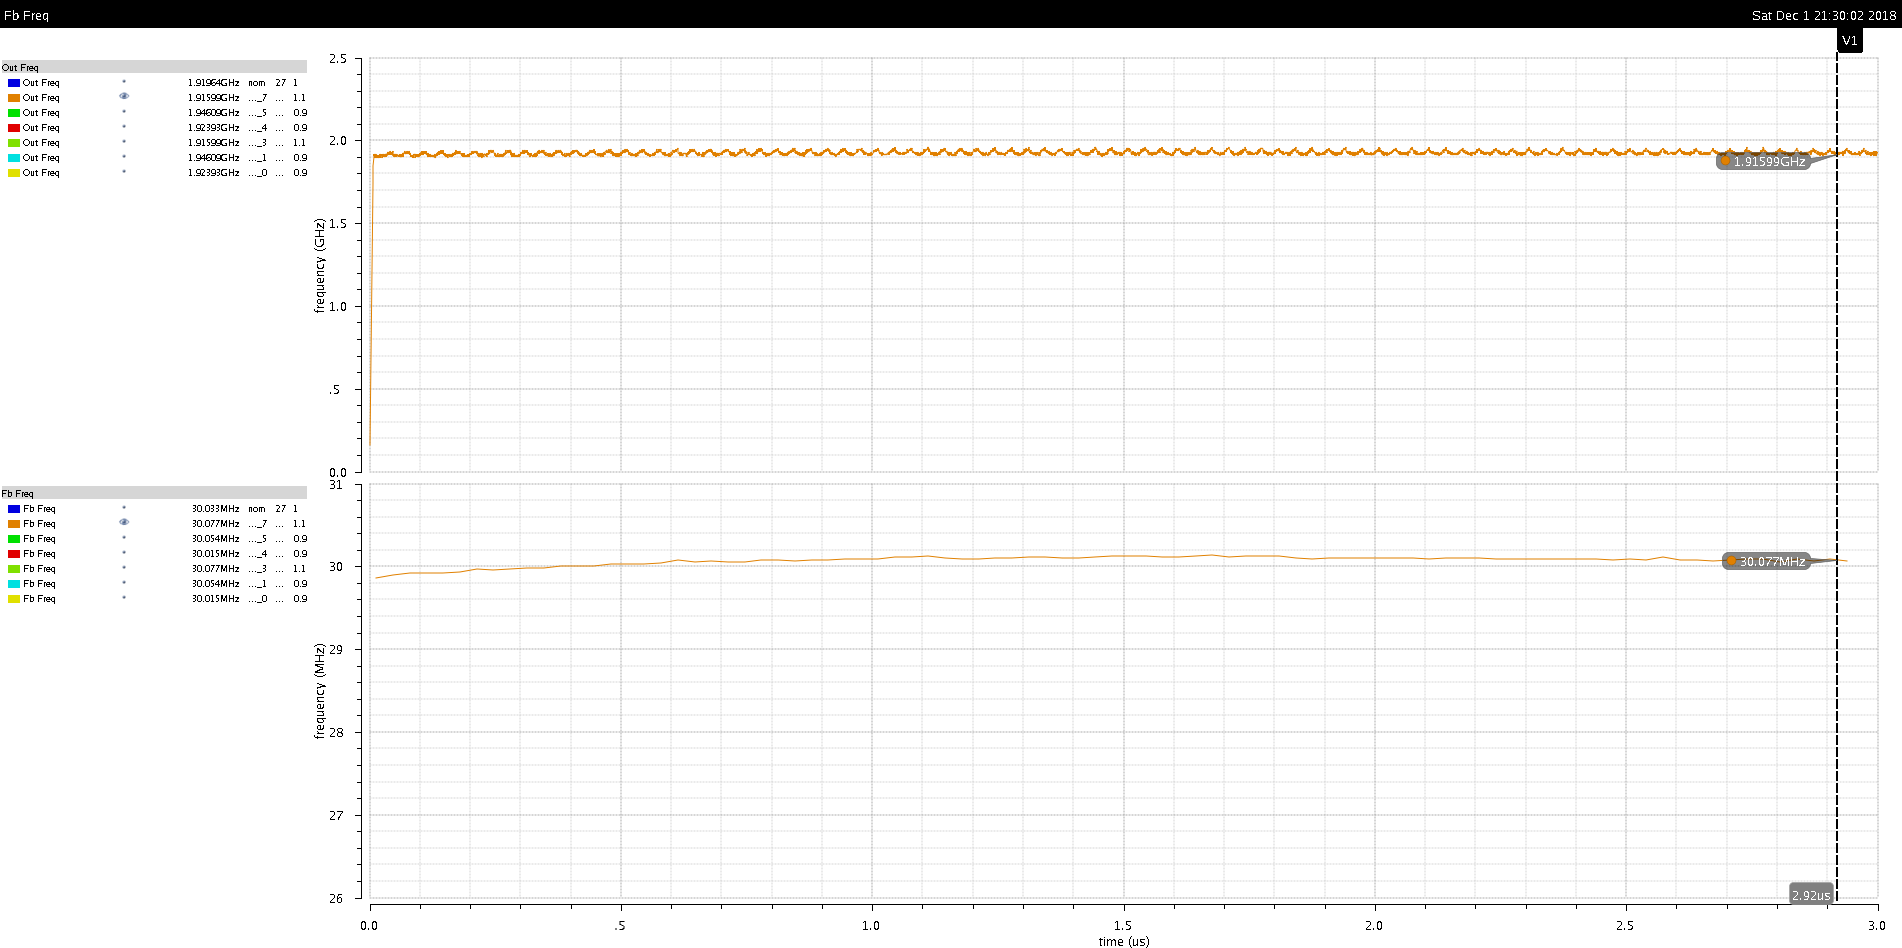 Fb Freq
Sat Dec 1 21:30:02 2018
V1
Out Freq
Out Freq 1.91964GHz nom 27 1
Out Freq 1.91599GHz ..._7 ... 1.1
Out Freq 1.94609GHz ..._5 ... 0.9
Out Freq 1.92393GHz ..._4 ... 0.9
Out Freq 1.91599GHz ..._3 ... 1.1
Out Freq 1.94609GHz ..._1 ... 0.9
Out Freq 1.92393GHz ..._0 ... 0.9
2.5
2.0
1.5
1.0
.5
0.0
frequency (GHz)
1.91599GHz
Fb Freq
Fb Freq 30.033MHz nom 27 1
Fb Freq 30.077MHz ..._7 ... 1.1
Fb Freq 30.054MHz ..._5 ... 0.9
Fb Freq 30.015MHz ..._4 ... 0.9
Fb Freq 30.077MHz ..._3 ... 1.1
Fb Freq 30.054MHz ..._1 ... 0.9
Fb Freq 30.015MHz ..._0 ... 0.9
31
30
29
28
27
26
frequency (MHz)
30.077MHz
2.92us
0.0 .5 1.0 1.5 2.0 2.5 3.0
time (us)